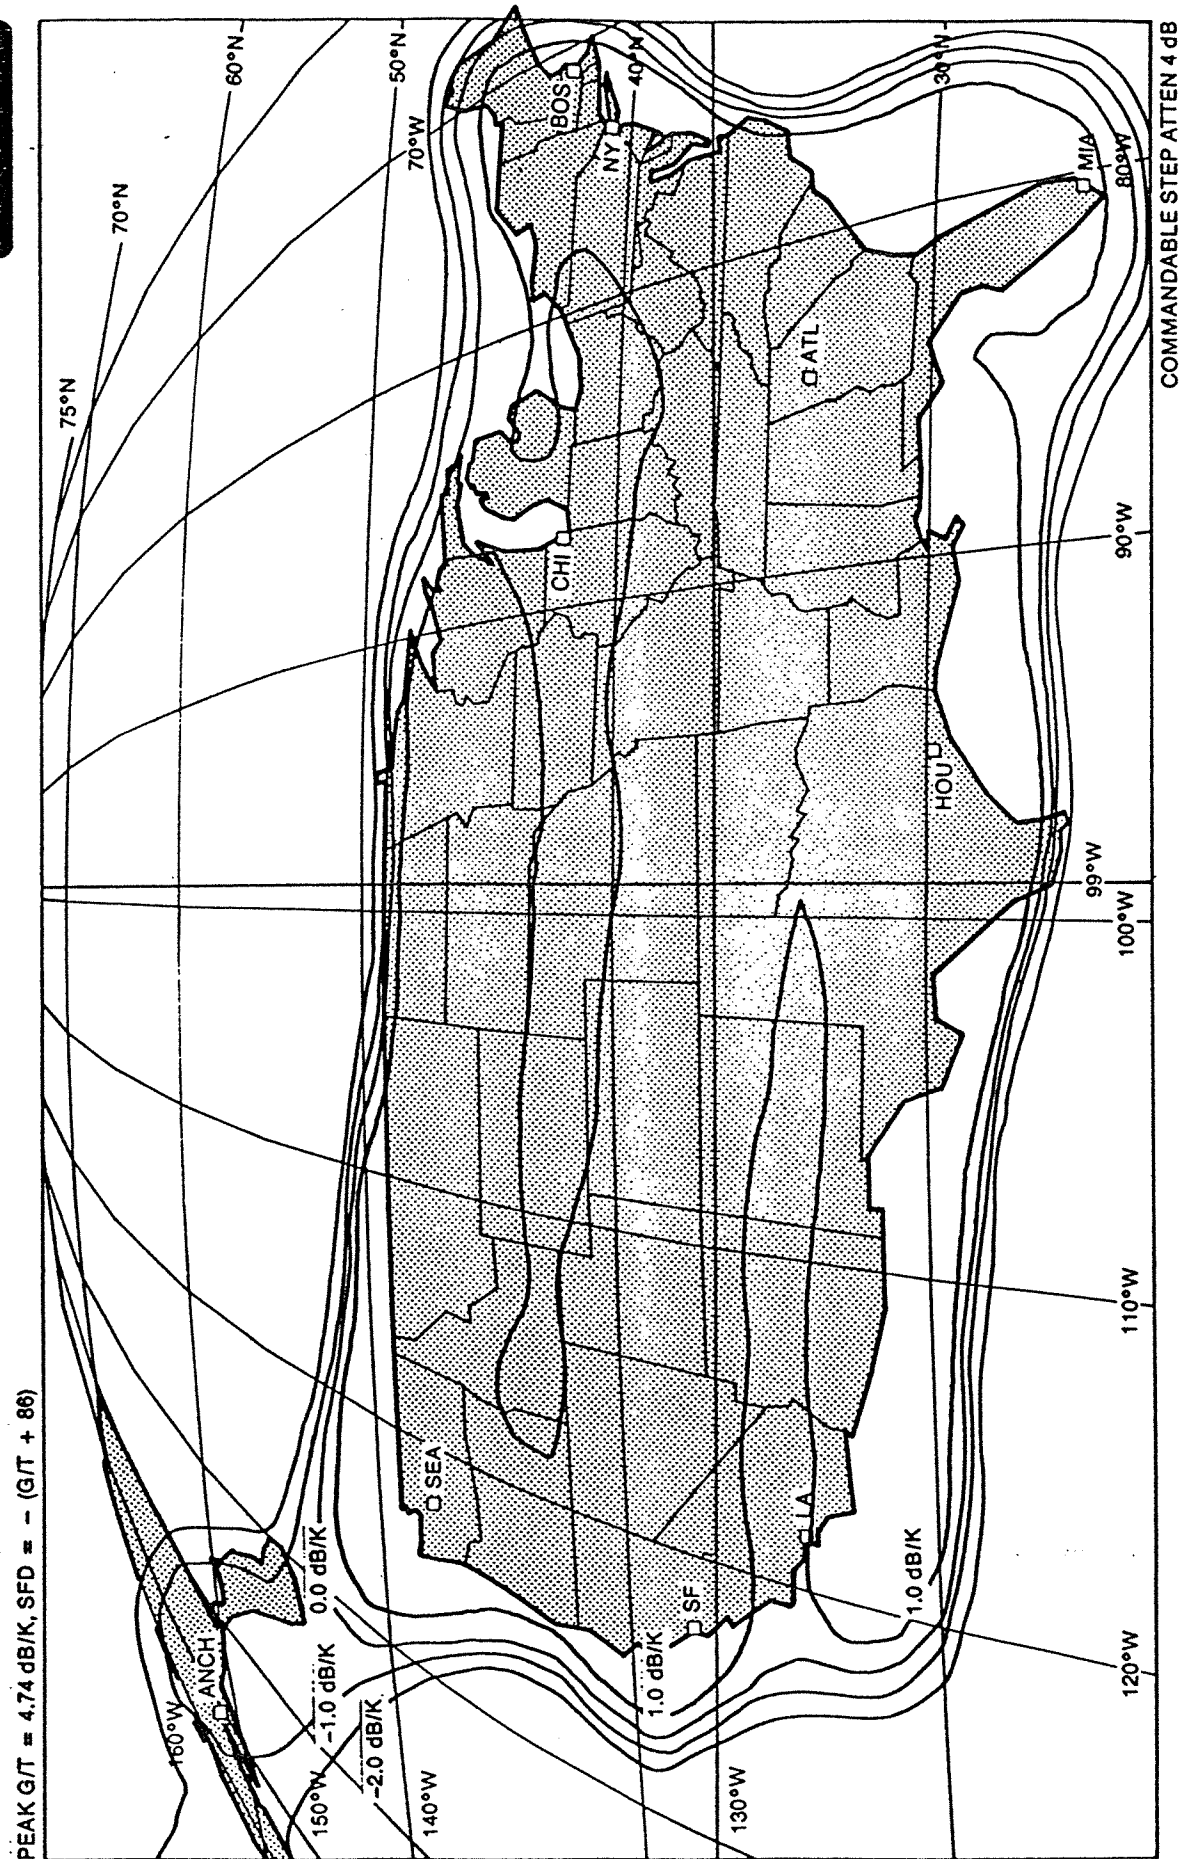 PEAK G/T = 4.74 dB/K, SFD = – (G/T + 86)
COMMANDABLE STEP ATTEN 4 dB
75°N
70°N
60°N
50°N
40°N
30°N
70°W
80°W
90°W
99°W
100°W
110°W
120°W
130°W
140°W
150°W
160°W
ANCH
SEA
SF
LA
HOU
CHI
ATL
MIA
NY
BOS
0.0 dB/K
-1.0 dB/K
-2.0 dB/K
1.0 dB/K
1.0 dB/K